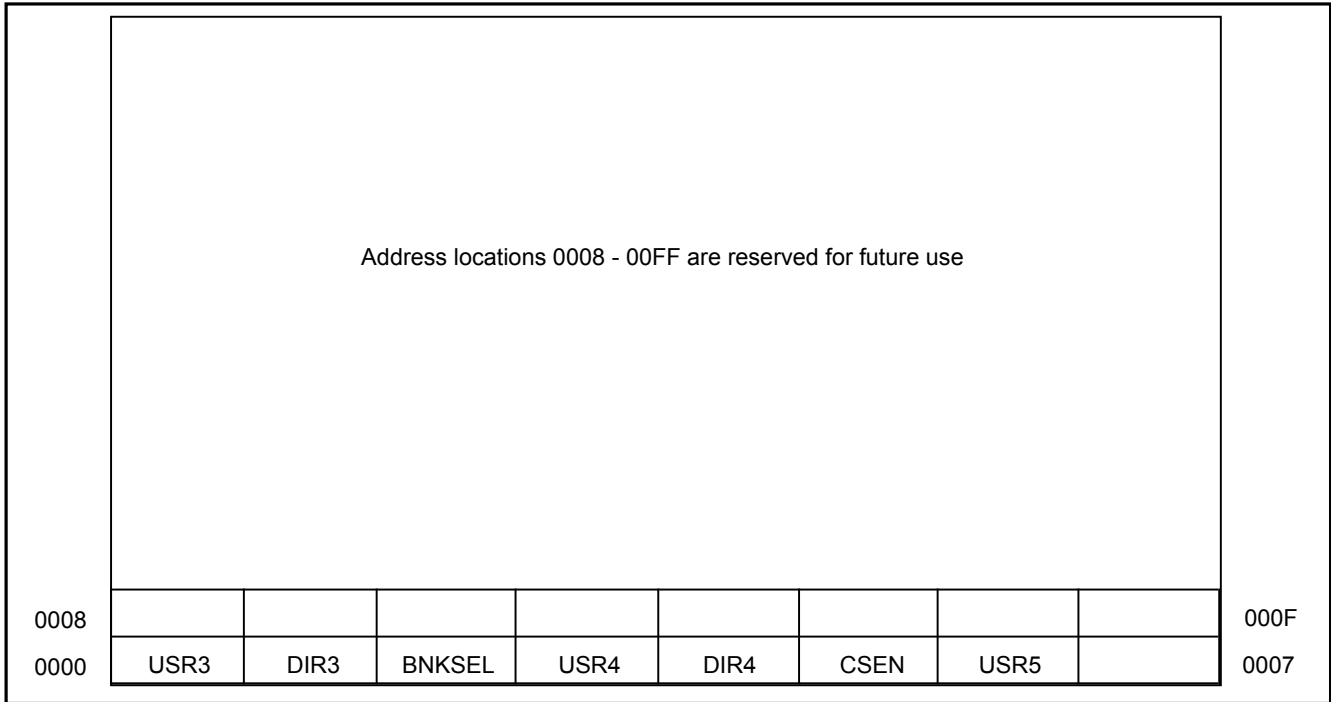 Address locations 0008 - 00FF are reserved for future use
0008 000F
0000 USR3 DIR3 BNKSEL USR4 DIR4 CSEN USR5 0007